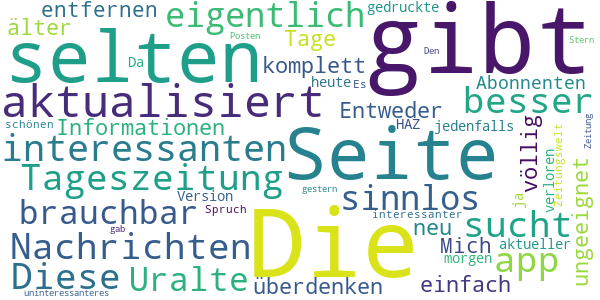 entfernen
eigentlich
gedruckte
gibt
älter
Posten
Tage
Den
Stern
selten
Da
komplett
heute
Es
Abonnenten
aktualisiert
Entweder
besser
schönen
Informationen
HAZ
jedenfalls
völlig
Zeitung
interessanten
Seite
verloren
Zeitungswelt
Tageszeitung
gestern
sinnlos
ja
ungeeignet
brauchbar
Version
Spruch
interessanter
neu
sucht
gab
Die
Nachrichten
Mich
aktueller
Diese
Uralte
morgen
app
uninteressanteres
überdenken
einfach